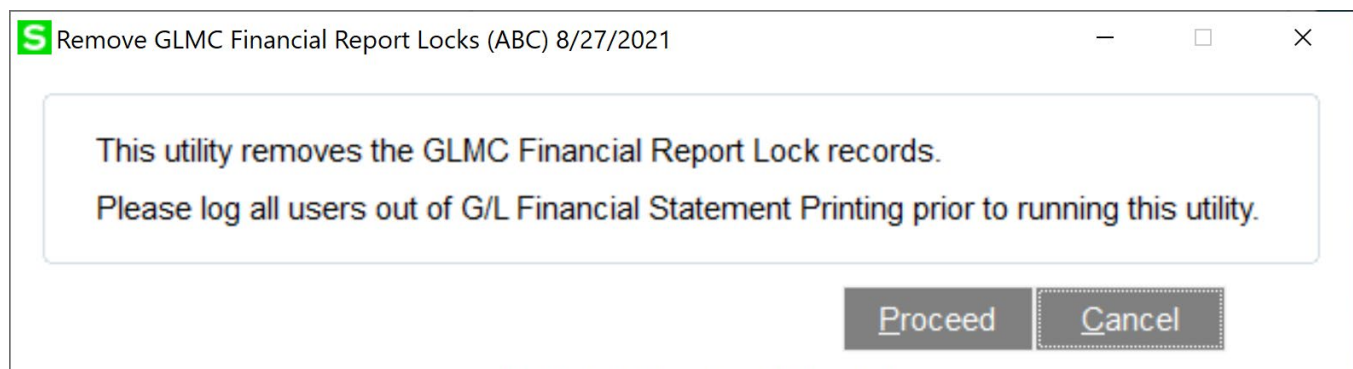 S Remove GLMC Financial Report Locks (ABC) 8/27/2021
This utility removes the GLMC Financial Report Lock records.
Please log all users out of G/L Financial Statement Printing prior to running this utility.
Proceed Cancel